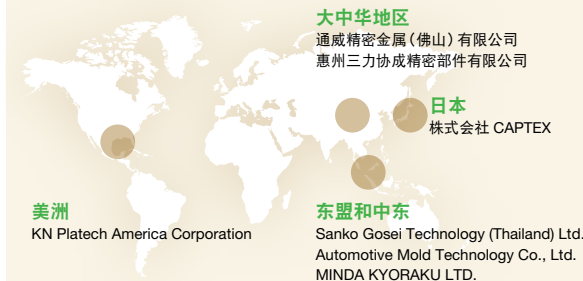 大中华地区
通威精密金属（佛山）有限公司
惠州三力协成精密部件有限公司
日本
株式会社 CAPTEX
美洲
KN Platech America Corporation
东盟和中东
Sanko Gosei Technology (Thailand) Ltd.
Automotive Mold Technology Co., Ltd.
MINDA KYORAKU LTD.